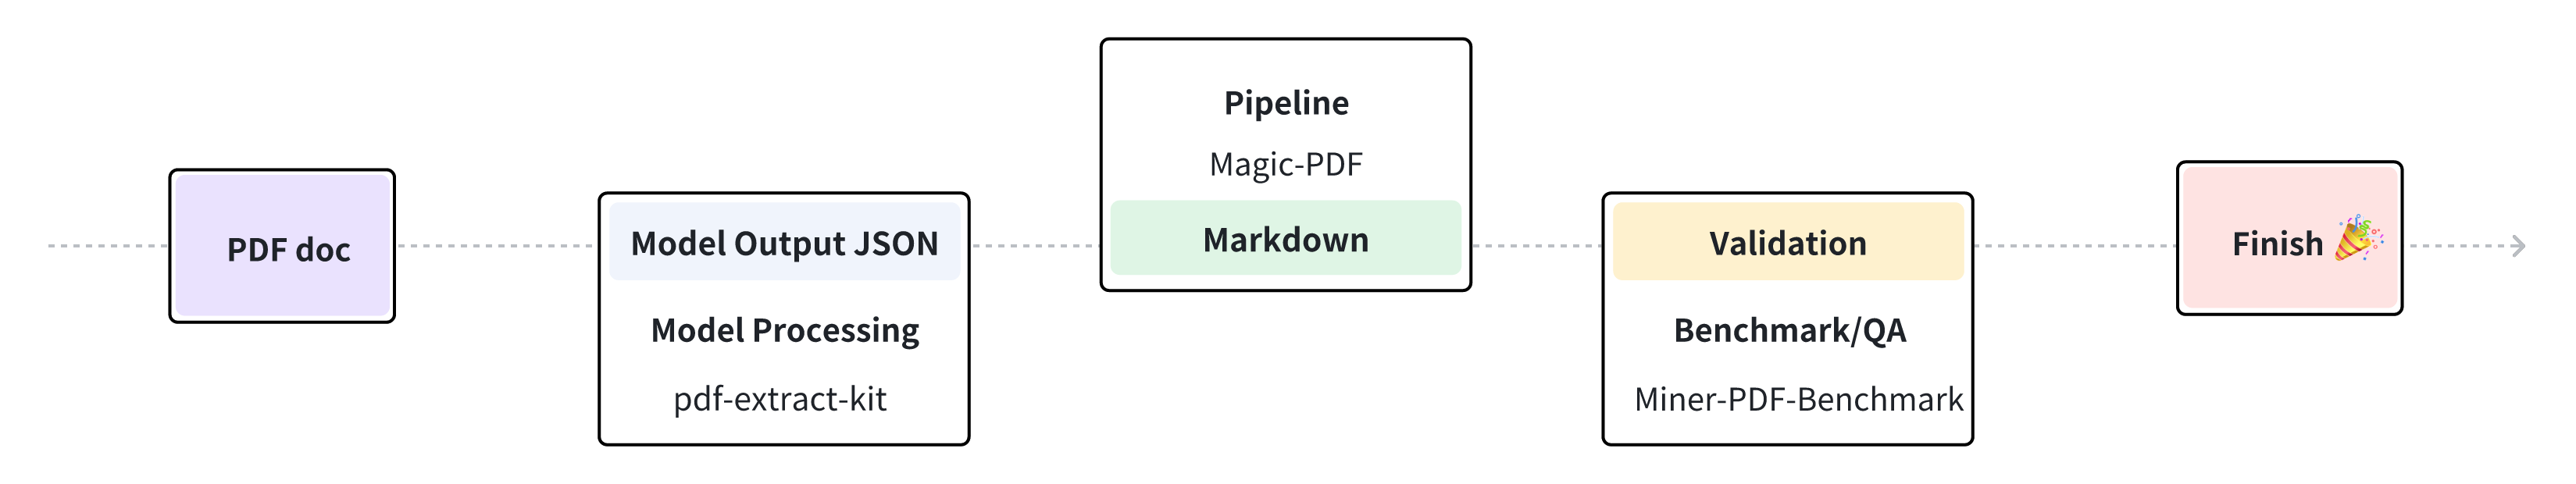 PDF doc
Model Output JSON
Model Processing
pdf-extract-kit
Pipeline
Magic-PDF
Markdown
Validation
Benchmark/QA
Miner-PDF-Benchmark
Finish 🎉